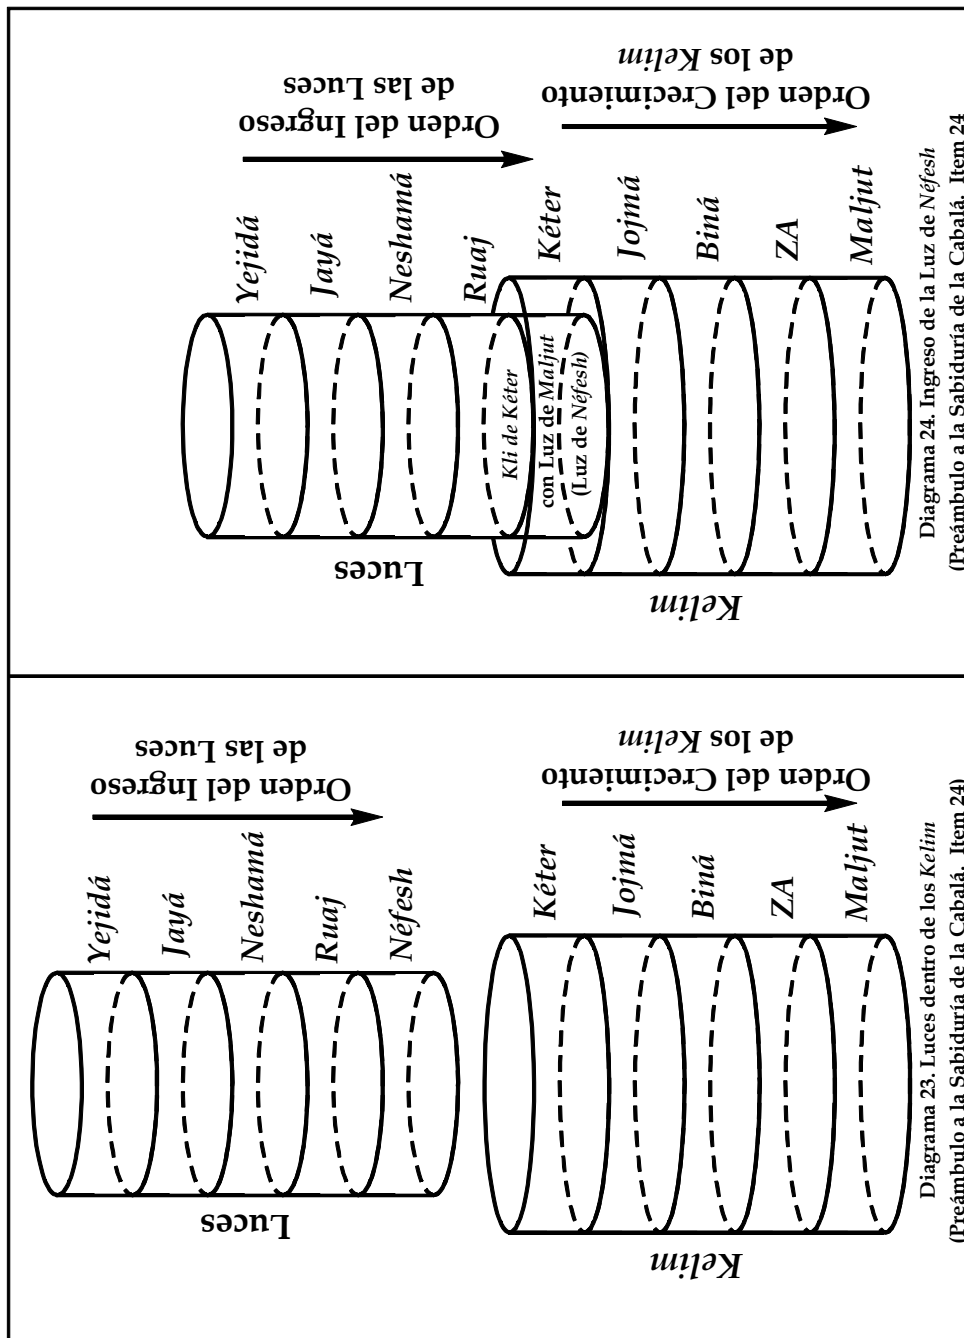 Luces
Yejidá
Jayá
Neshamá
Ruaj
Néfesh
Orden del Ingreso
de las Luces
Kelim
Kéter
Jojmá
Biná
ZA
Maljut
Orden del Crecimiento
de los Kelim
Diagrama 23. Luces dentro de los Kelim
(Preámbulo a la Sabiduría de la Cabalá, Item 24)
Luces
Yejidá
Jayá
Neshamá
Ruaj
Orden del Ingreso
de las Luces
Kli de Kéter
con Luz de Maljut
(Luz de Néfesh)
Kelim
Kéter
Jojmá
Biná
ZA
Maljut
Orden del Crecimiento
de los Kelim
Diagrama 24. Ingreso de la Luz de Néfesh
(Preámbulo a la Sabiduría de la Cabalá, Item 24